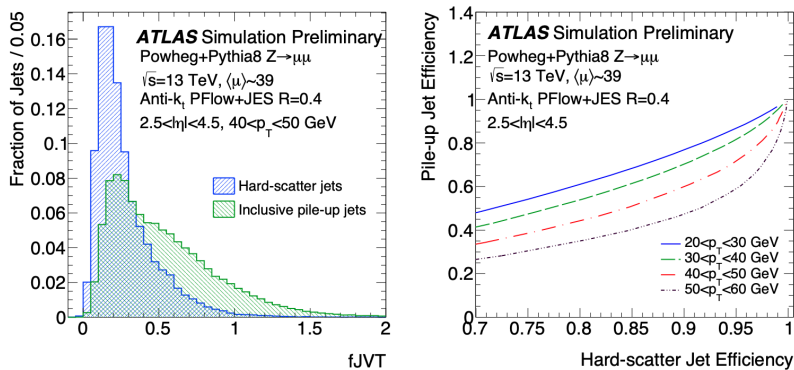 ATLAS Simulation Preliminary
Powheg+Pythia8 Z→μμ
√s=13 TeV, ⟨μ⟩~39
Anti-kt PFlow+JES R=0.4
2.5<|η|<4.5, 40<pT<50 GeV
Hard-scatter jets
Inclusive pile-up jets
Fraction of Jets / 0.05
0.16
0.14
0.12
0.1
0.08
0.06
0.04
0.02
0
0 0.5 1 1.5 2
fJVT
ATLAS Simulation Preliminary
Powheg+Pythia8 Z→μμ
√s=13 TeV, ⟨μ⟩~39
Anti-kt PFlow+JES R=0.4
2.5<|η|<4.5
Pile-up Jet Efficiency
1.4
1.2
1
0.8
0.6
0.4
0.2
0
20<pT<30 GeV
30<pT<40 GeV
40<pT<50 GeV
50<pT<60 GeV
0.7 0.75 0.8 0.85 0.9 0.95 1
Hard-scatter Jet Efficiency